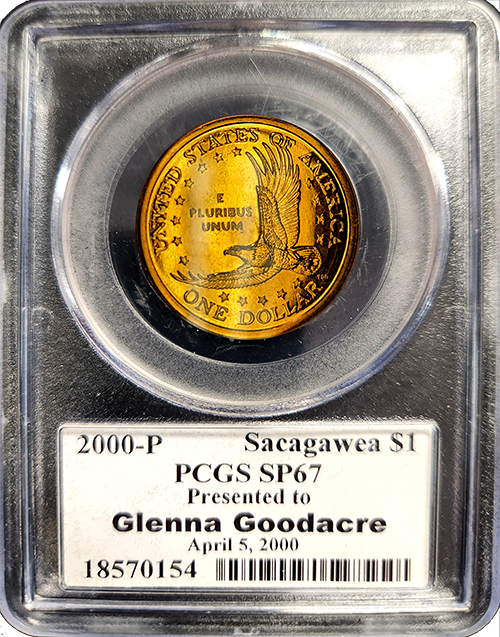 UNITED STATES OF AMERICA
E
PLURIBUS
UNUM
ONE DOLLAR
2000-P Sacagawea $1
PCGS SP67
Presented to
Glenna Goodacre
April 5, 2000
18570154